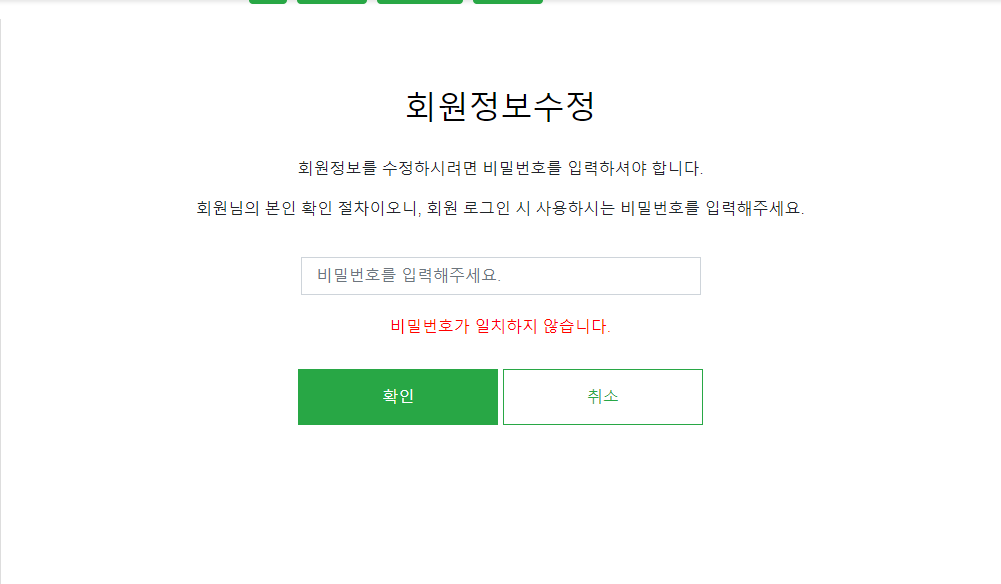 회원정보수정
회원정보를 수정하시려면 비밀번호를 입력하셔야 합니다.
회원님의 본인 확인 절차이오니, 회원 로그인 시 사용하시는 비밀번호를 입력해주세요.
비밀번호를 입력해주세요.
비밀번호가 일치하지 않습니다.
확인
취소